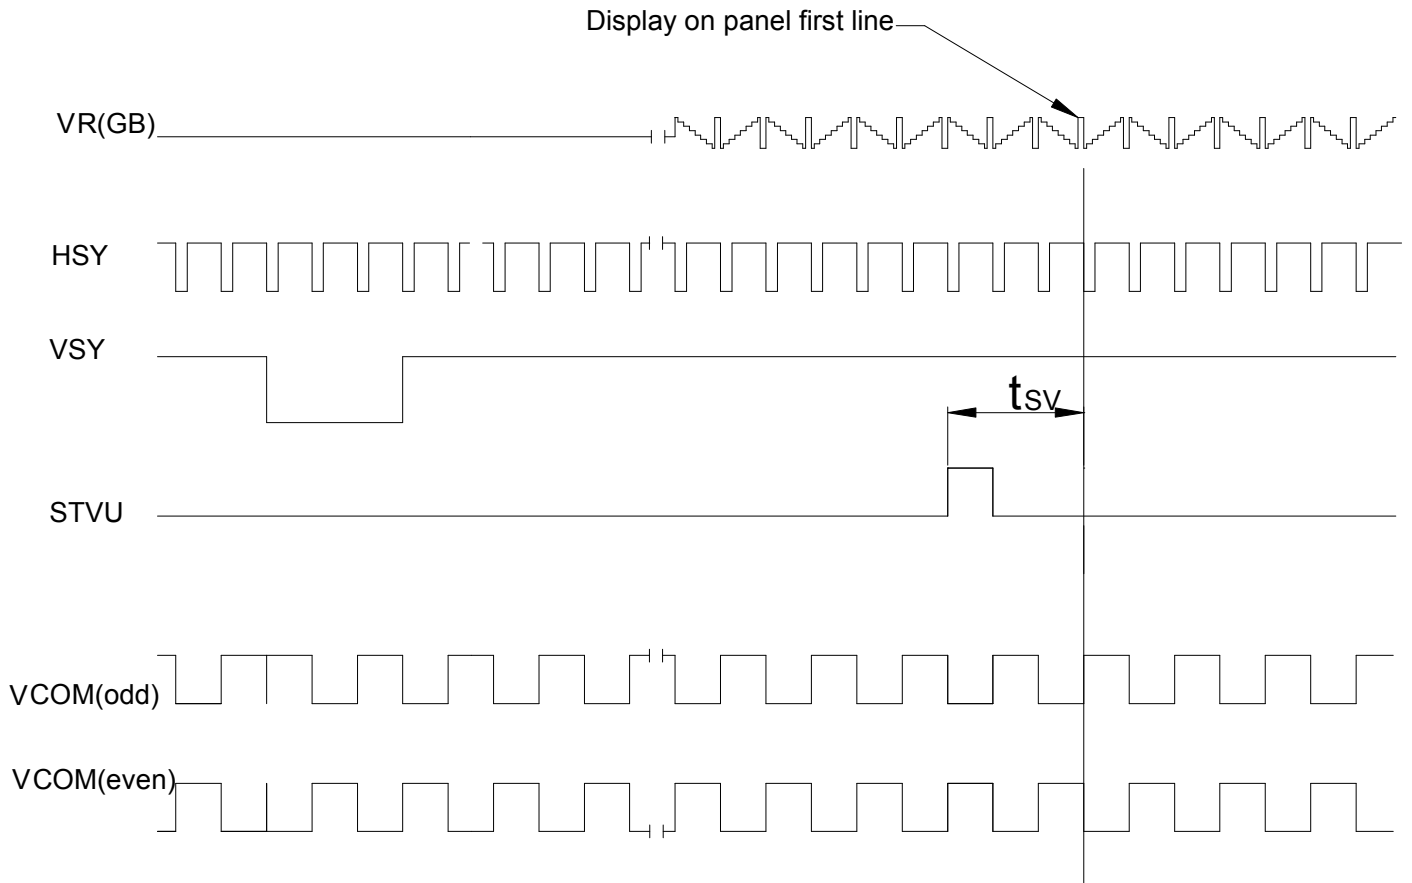 Display on panel first line
VR(GB)
HSY
VSY
tSV
STVU
VCOM(odd)
VCOM(even)